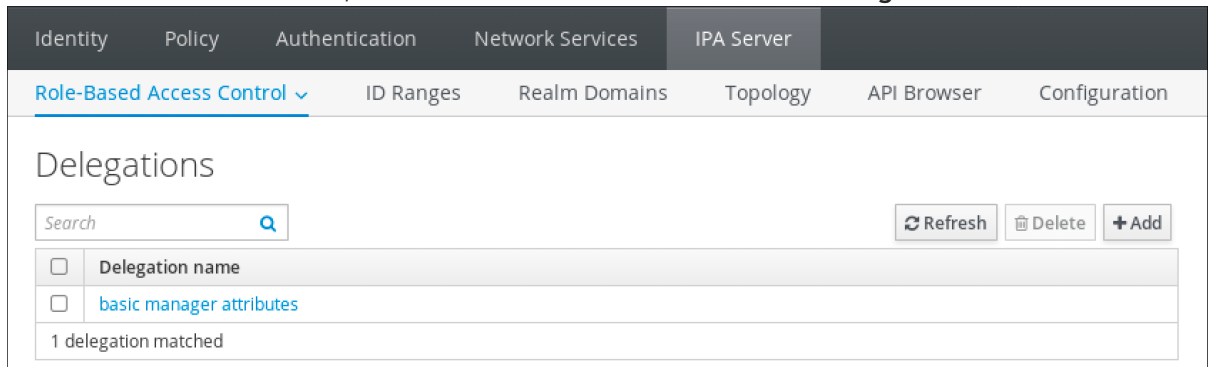 Identity Policy Authentication Network Services IPA Server
Role-Based Access Control ID Ranges Realm Domains Topology API Browser Configuration
Delegations
Search Refresh Delete + Add
Delegation name
basic manager attributes
1 delegation matched